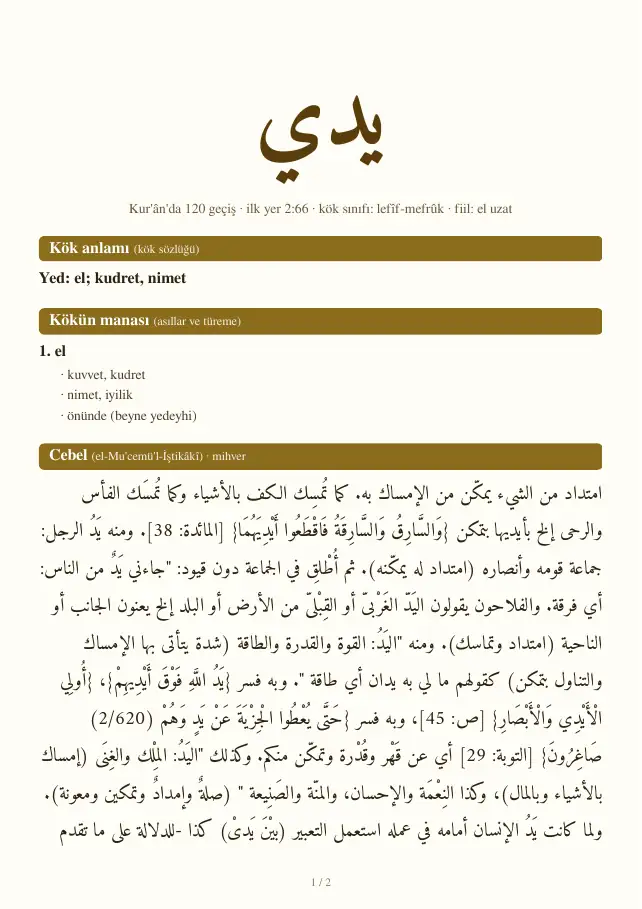 يدي
Kur'ân'da 120 geçiş · ilk yer 2:66 · kök sınıfı: lefîf-mefrûk · fiil: el uzat
Kök anlamı (kök sözlüğü)
Yed: el; kudret, nimet
Kökün manası (asıllar ve türeme)
1. el
· kuvvet, kudret
· nimet, iyilik
· önünde (beyne yedeyhi)
Cebel (el-Mu'cemü'l-İştikâkî) · mihver
امتداد من الشيء يمكّن من الإمساك به. كما تُمسِك الكف بالأشياء وكما تُمسَك الفأس
والرحى إلخ بأيديها بتمكن {وَالسَّارِقُ وَالسَّارِقَةُ فَاقْطَعُوا أَيْدِيَهُمَا} [المائدة: 38]. ومنه يَدُ الرجل:
جماعة قومه وأنصاره (امتداد له يمكّنه). ثم أُطْلِق في الجماعة دون قيود: "جاءني يَدٌ من الناس:
أي فرقة. والفلاحون يقولون اليَدّ الغَرْبىّ أو القِبْليّ من الأرض أو البلد إلخ يعنون الجانب أو
الناحية (امتداد وتماسك). ومنه "اليَدُ: القوة والقدرة والطاقة (شدة يتأتى بها الإمساك
والتناول بتمكن) كقولهم ما لي به يدان أي طاقة ". وبه فسر {يَدُ اللَّهِ فَوْقَ أَيْدِيهِمْ}، {أُولِي
الْأَيْدِي وَالْأَبْصَارِ} [ص: 45]، وبه فسر {حَتَّى يُعْطُوا الْجِزْيَةَ عَنْ يَدٍ وَهُمْ (2/620)
صَاغِرُونَ} [التوبة: 29] أي عن قَهْر وقُدْرة وتمكّن منكم. وكذلك "اليَدُ: المِلْك والغِنَى (إمساك
بالأشياء وبالمال)، وكذا النِعْمَة والإحسان، والمنّة والصَنِيعة " (صلةٌ وإمدادٌ وتمكين ومعونة).
ولما كانت يَدُ الإنسان أمامه في عمله استعمل التعبير (بيْنَ يَدىْ) كذا -للدلالة على ما تقدم
1 / 2